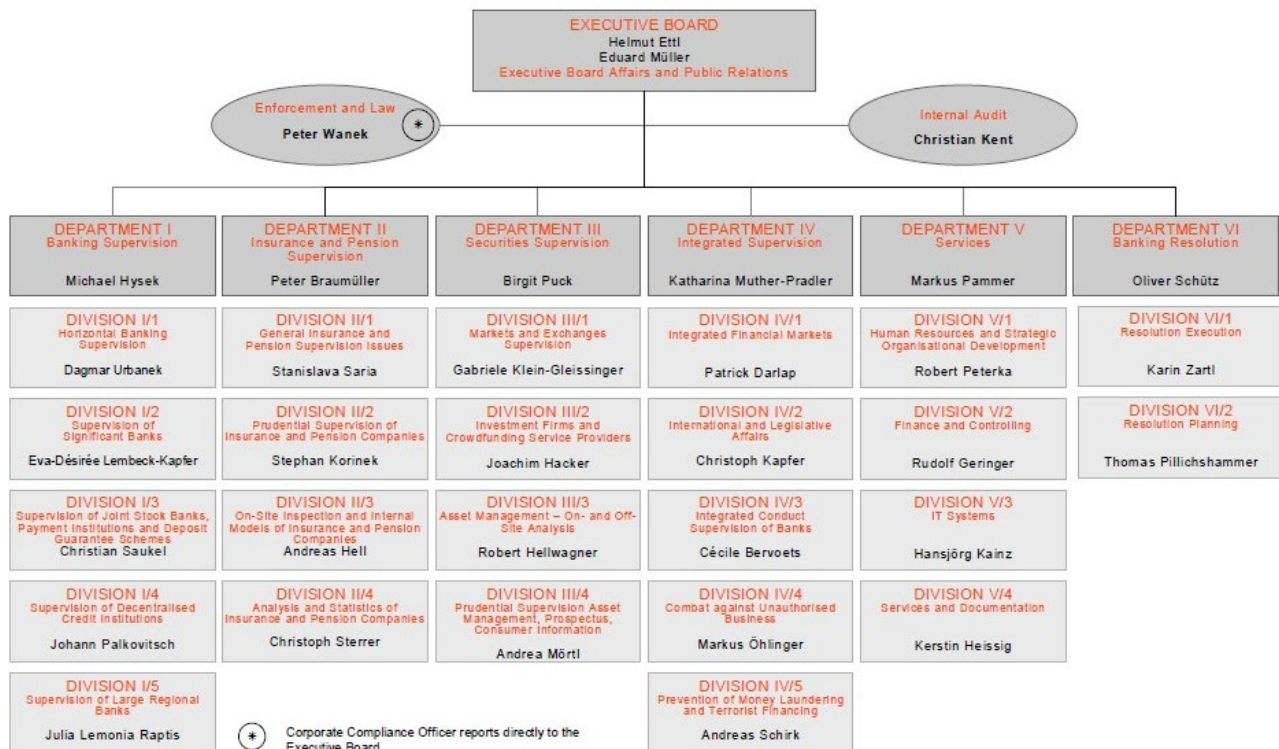 EXECUTIVE BOARD
Helmut Ettl
Eduard Müller
Executive Board Affairs and Public Relations
Enforcement and Law
Peter Wanek
*
Internal Audit
Christian Kent
DEPARTMENT I
Banking Supervision
Michael Hysek
DEPARTMENT II
Insurance and Pension
Supervision
Peter Braumüller
DEPARTMENT III
Securities Supervision
Birgit Puck
DEPARTMENT IV
Integrated Supervision
Katharina Muther-Pradler
DEPARTMENT V
Services
Markus Pammer
DEPARTMENT VI
Banking Resolution
Oliver Schütz
DIVISION I/1
Horizontal Banking
Supervision
Dagmar Urbanek
DIVISION II/1
General Insurance and
Pension Supervision Issues
Stanislava Saria
DIVISION III/1
Markets and Exchanges
Supervision
Gabriele Klein-Gleissinger
DIVISION IV/1
Integrated Financial Markets
Patrick Darlap
DIVISION V/1
Human Resources and Strategic
Organisational Development
Robert Peterka
DIVISION VI/1
Resolution Execution
Karin Zartl
DIVISION I/2
Supervision of
Significant Banks
Eva-Désirée Lembeck-Kapfer
DIVISION II/2
Prudential Supervision of
Insurance and Pension Companies
Stephan Korinek
DIVISION III/2
Investment Firms and
Crowdfunding Service Providers
Joachim Hacker
DIVISION IV/2
International and Legislative
Affairs
Christoph Kapfer
DIVISION V/2
Finance and Controlling
Rudolf Geringer
DIVISION VI/2
Resolution Planning
Thomas Pillichshammer
DIVISION I/3
Supervision of Joint Stock Banks,
Payment Institutions and Deposit
Guarantee Schemes
Christian Saukel
DIVISION II/3
On-Site Inspection and Internal
Models of Insurance and Pension
Companies
Andreas Hell
DIVISION III/3
Asset Management – On- and Off-
Site Analysis
Robert Hellwagner
DIVISION IV/3
Integrated Conduct
Supervision of Banks
Cécile Bervoets
DIVISION V/3
IT Systems
Hansjörg Kainz
DIVISION I/4
Supervision of Decentralised
Credit Institutions
Johann Palkovitsch
DIVISION II/4
Analysis and Statistics of
Insurance and Pension Companies
Christoph Sterrer
DIVISION III/4
Prudential Supervision Asset
Management, Prospectus,
Consumer Information
Andrea Mörtl
DIVISION IV/4
Combat against Unauthorised
Business
Markus Öhlinger
DIVISION V/4
Services and Documentation
Kerstin Heissig
DIVISION I/5
Supervision of Large Regional
Banks
Julia Lemonia Raptis
DIVISION IV/5
Prevention of Money Laundering
and Terrorist Financing
Andreas Schirk
* Corporate Compliance Officer reports directly to the
Executive Board